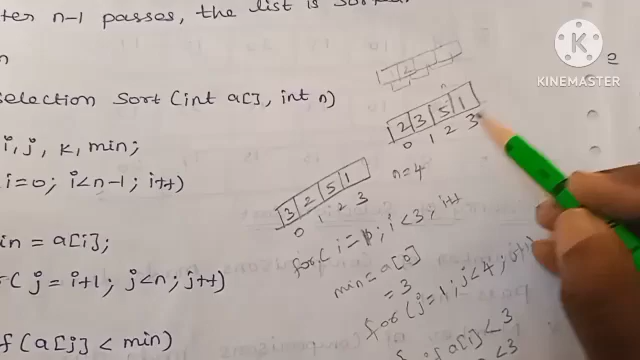 ter n-1 passes, the list is sorted
n
selection sort (int a[], int n)
i, j, k, min;
(i=0; i<n-1; i++)
in = a[i];
r( j = i+1; j<n; j++)
f (a[j] < min)
2 3 5 1
0 1 2 3
n=4
3 2 5 1
0 1 2 3
for( i=1; i<3; i++
min=a[0]
=3
for (j=1; j<4; j++)
a[j]<3
<3
K
KINEMASTER